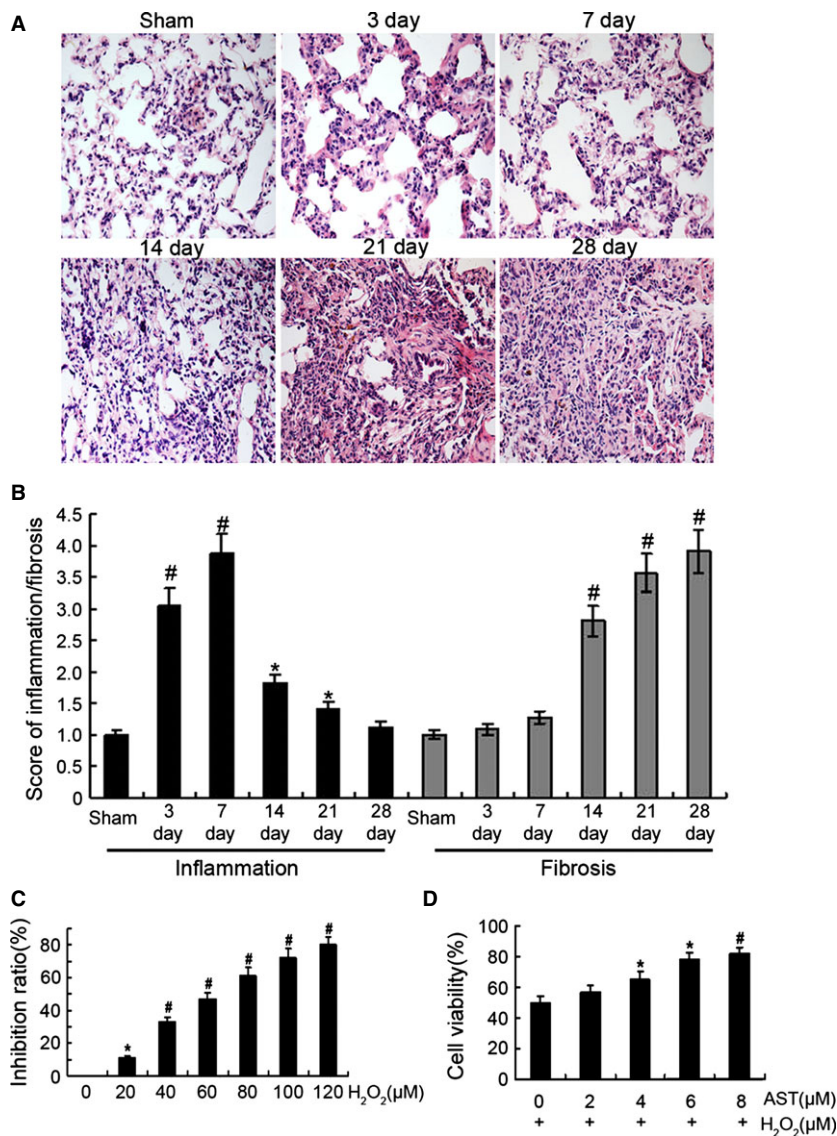 A
Sham 3 day 7 day
14 day 21 day 28 day
B
Score of inflammation/fibrosis
4.5
4.0
3.5
3.0
2.5
2.0
1.5
1.0
0.5
0
# # * * # # #
Sham 3 day 7 day 14 day 21 day 28 day Sham 3 day 7 day 14 day 21 day 28 day
Inflammation Fibrosis
C
Inhibition ratio(%)
80
60
40
20
0
* # # # # #
0 20 40 60 80 100 120 H₂O₂(µM)
D
Cell viability(%)
100
80
60
40
20
0
* * #
0 2 4 6 8 AST(µM)
+ + + + + H₂O₂(µM)